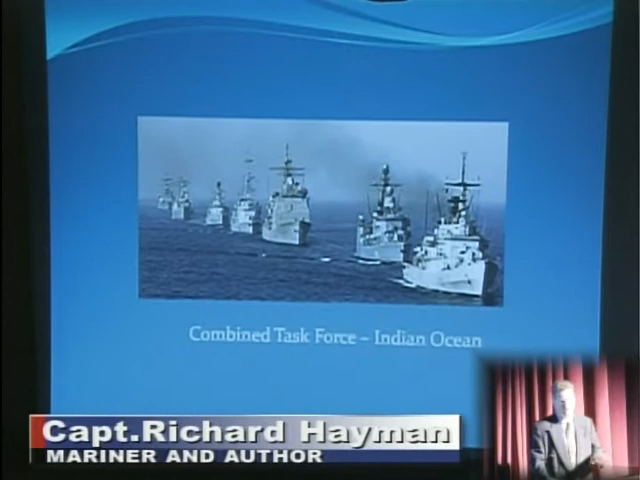 Combined Task Force – Indian Ocean
Capt.Richard Hayman
MARINER AND AUTHOR